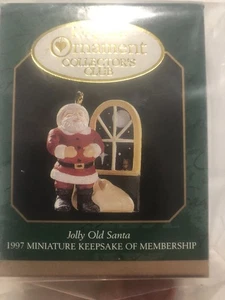 Ornament
COLLECTOR'S
CLUB
Jolly Old Santa
1997 MINIATURE KEEPSAKE OF MEMBERSHIP